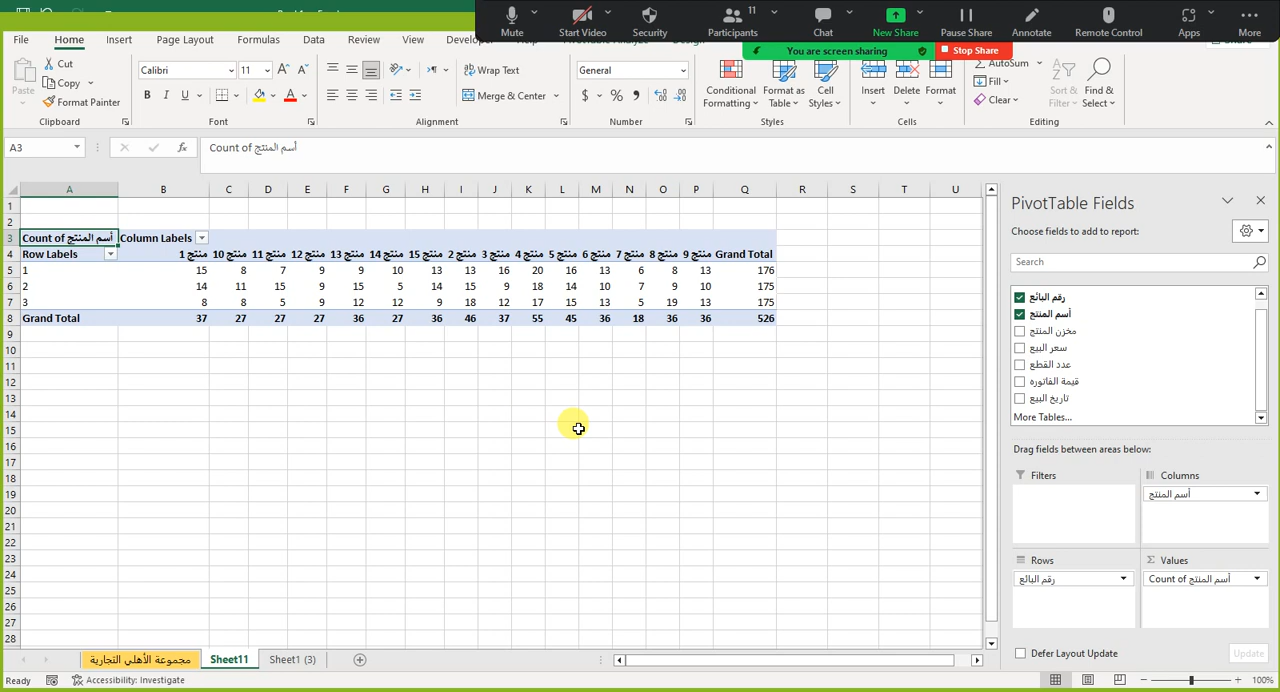 Mute
Start Video
Security
Participants 11
Chat
New Share
Pause Share
Annotate
Remote Control
Apps
More
You are screen sharing
Stop Share
File Home Insert Page Layout Formulas Data Review View
Paste
Cut
Copy
Format Painter
Clipboard
Calibri 11
B I U
Font
Wrap Text
Merge & Center
Alignment
General
$ % ,
Number
Conditional Formatting
Format as Table
Cell Styles
Styles
Insert Delete Format
Cells
AutoSum
Fill
Clear
Sort & Filter
Find & Select
Editing
A3
fx
Count of أسم المنتج
A B C D E F G H I J K L M N O P Q R S T U
1
2
3 Count of أسم المنتج Column Labels
4 Row Labels منتج 1 منتج 10 منتج 11 منتج 12 منتج 13 منتج 14 منتج 15 منتج 2 منتج 3 منتج 4 منتج 5 منتج 6 منتج 7 منتج 8 منتج 9 Grand Total
5 1 15 8 7 9 9 10 13 13 16 20 16 13 6 8 13 176
6 2 14 11 15 9 15 5 14 15 9 18 14 10 7 9 10 175
7 3 8 8 5 9 12 12 9 18 12 17 15 13 5 19 13 175
8 Grand Total 37 27 27 27 36 27 36 46 37 55 45 36 18 36 36 526
9
10
11
12
13
14
15
16
17
18
19
20
21
22
23
24
25
26
27
28
PivotTable Fields
Choose fields to add to report:
Search
رقم البائع
أسم المنتج
مخزن المنتج
سعر البيع
عدد القطع
قيمة الفاتوره
تاريخ البيع
More Tables...
Drag fields between areas below:
Filters
Columns
أسم المنتج
Rows
رقم البائع
Values
Count of أسم المنتج
Defer Layout Update
Update
مجموعة الأهلي التجارية
Sheet11
Sheet1 (3)
Ready
Accessibility: Investigate
100%